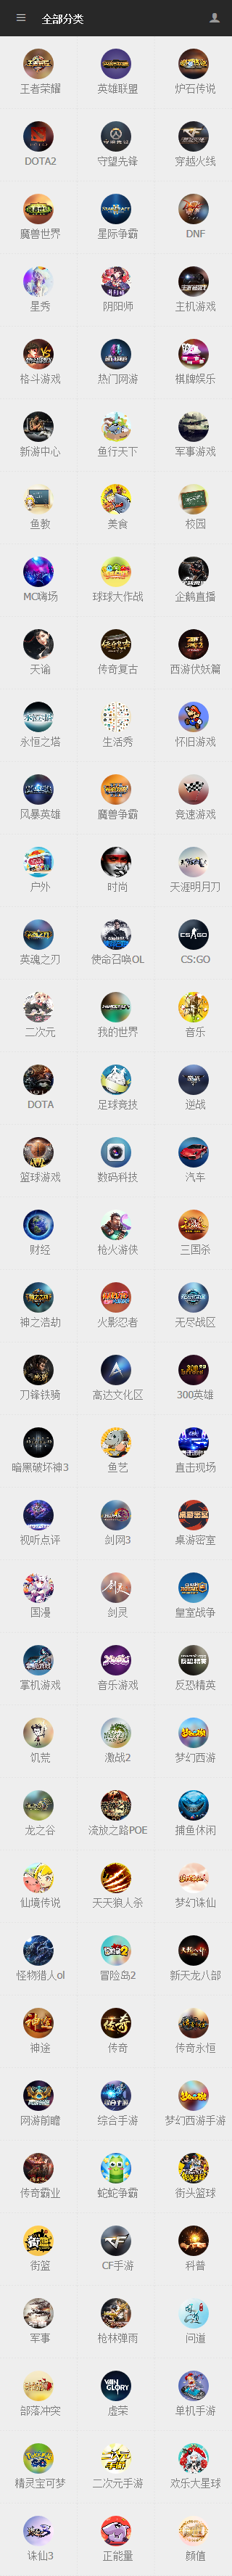 全部分类
王者荣耀 英雄联盟 炉石传说
DOTA2 守望先锋 穿越火线
魔兽世界 星际争霸 DNF
星秀 阴阳师 主机游戏
格斗游戏 热门网游 棋牌娱乐
新游中心 鱼行天下 军事游戏
鱼教 美食 校园
MC嗨场 球球大作战 企鹅直播
天谕 传奇复古 西游伏妖篇
永恒之塔 生活秀 怀旧游戏
风暴英雄 魔兽争霸 竞速游戏
户外 时尚 天涯明月刀
英魂之刃 使命召唤OL CS:GO
二次元 我的世界 音乐
DOTA 足球竞技 逆战
篮球游戏 数码科技 汽车
财经 枪火游侠 三国杀
神之浩劫 火影忍者 无尽战区
刀锋铁骑 高达文化区 300英雄
暗黑破坏神3 鱼艺 直击现场
视听点评 剑网3 桌游密室
国漫 剑灵 皇室战争
掌机游戏 音乐游戏 反恐精英
饥荒 激战2 梦幻西游
龙之谷 流放之路POE 捕鱼休闲
仙境传说 天天狼人杀 梦幻诛仙
怪物猎人ol 冒险岛2 新天龙八部
神途 传奇 传奇永恒
网游前瞻 综合手游 梦幻西游手游
传奇霸业 蛇蛇争霸 街头篮球
街篮 CF手游 科普
军事 枪林弹雨 问道
部落冲突 虚荣 单机手游
精灵宝可梦 二次元手游 欢乐大星球
诛仙3 正能量 颜值